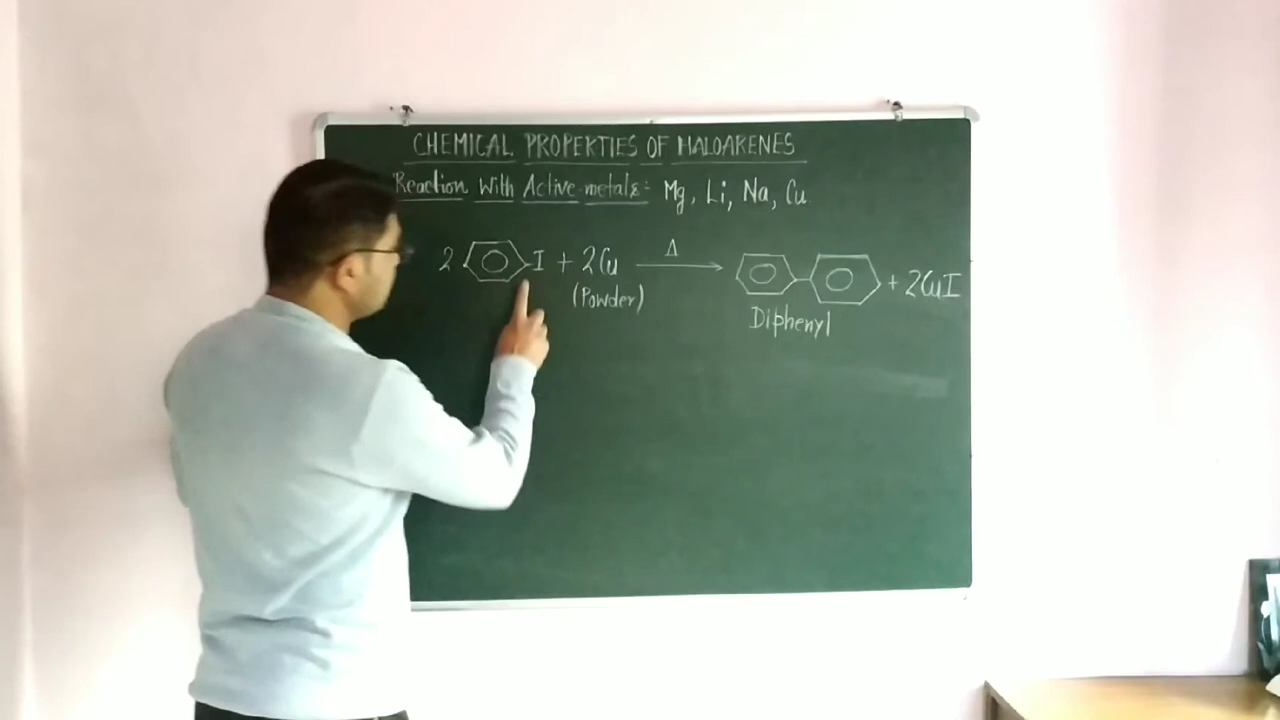 CHEMICAL PROPERTIES OF HALOARENES
Reaction With Active metals:- Mg, Li, Na, Cu
2 I + 2Cu Δ → + 2CuI
(Powder)
Diphenyl